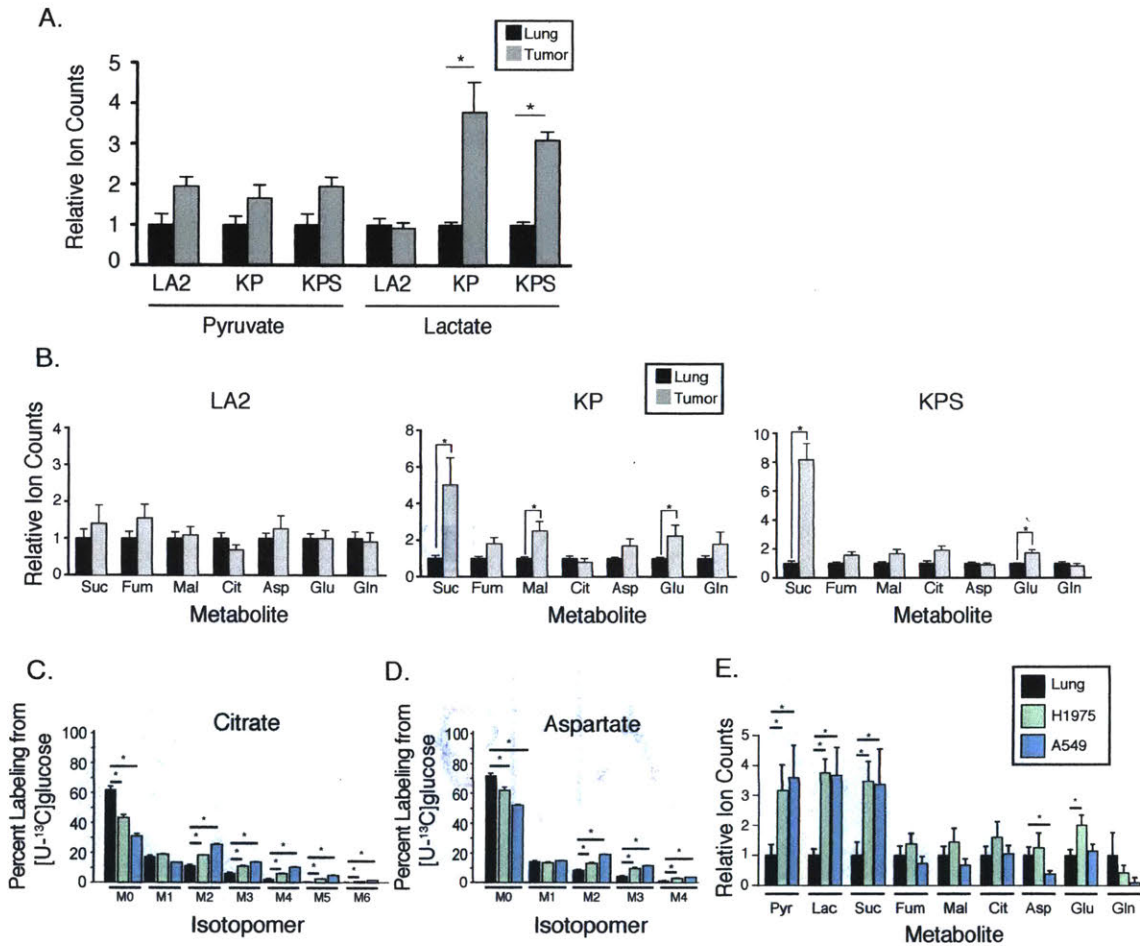 A.
Lung
Tumor
Relative Ion Counts
5
4
3
2
1
0
*
*
LA2 KP KPS LA2 KP KPS
Pyruvate Lactate
B.
Lung
Tumor
LA2 KP KPS
Relative Ion Counts
4
3
2
1
0
Suc Fum Mal Cit Asp Glu Gln
Metabolite
8
6
4
2
0
* * *
Suc Fum Mal Cit Asp Glu Gln
Metabolite
10
8
6
4
2
0
* *
Suc Fum Mal Cit Asp Glu Gln
Metabolite
C.
Citrate
Percent Labeling from
[U-¹³C]glucose
100
80
60
40
20
0
M0 M1 M2 M3 M4 M5 M6
Isotopomer
D.
Aspartate
Percent Labeling from
[U-¹³C]glucose
100
80
60
40
20
0
M0 M1 M2 M3 M4
Isotopomer
E.
Lung
H1975
A549
Relative Ion Counts
5
4
3
2
1
0
Pyr Lac Suc Fum Mal Cit Asp Glu Gln
Metabolite